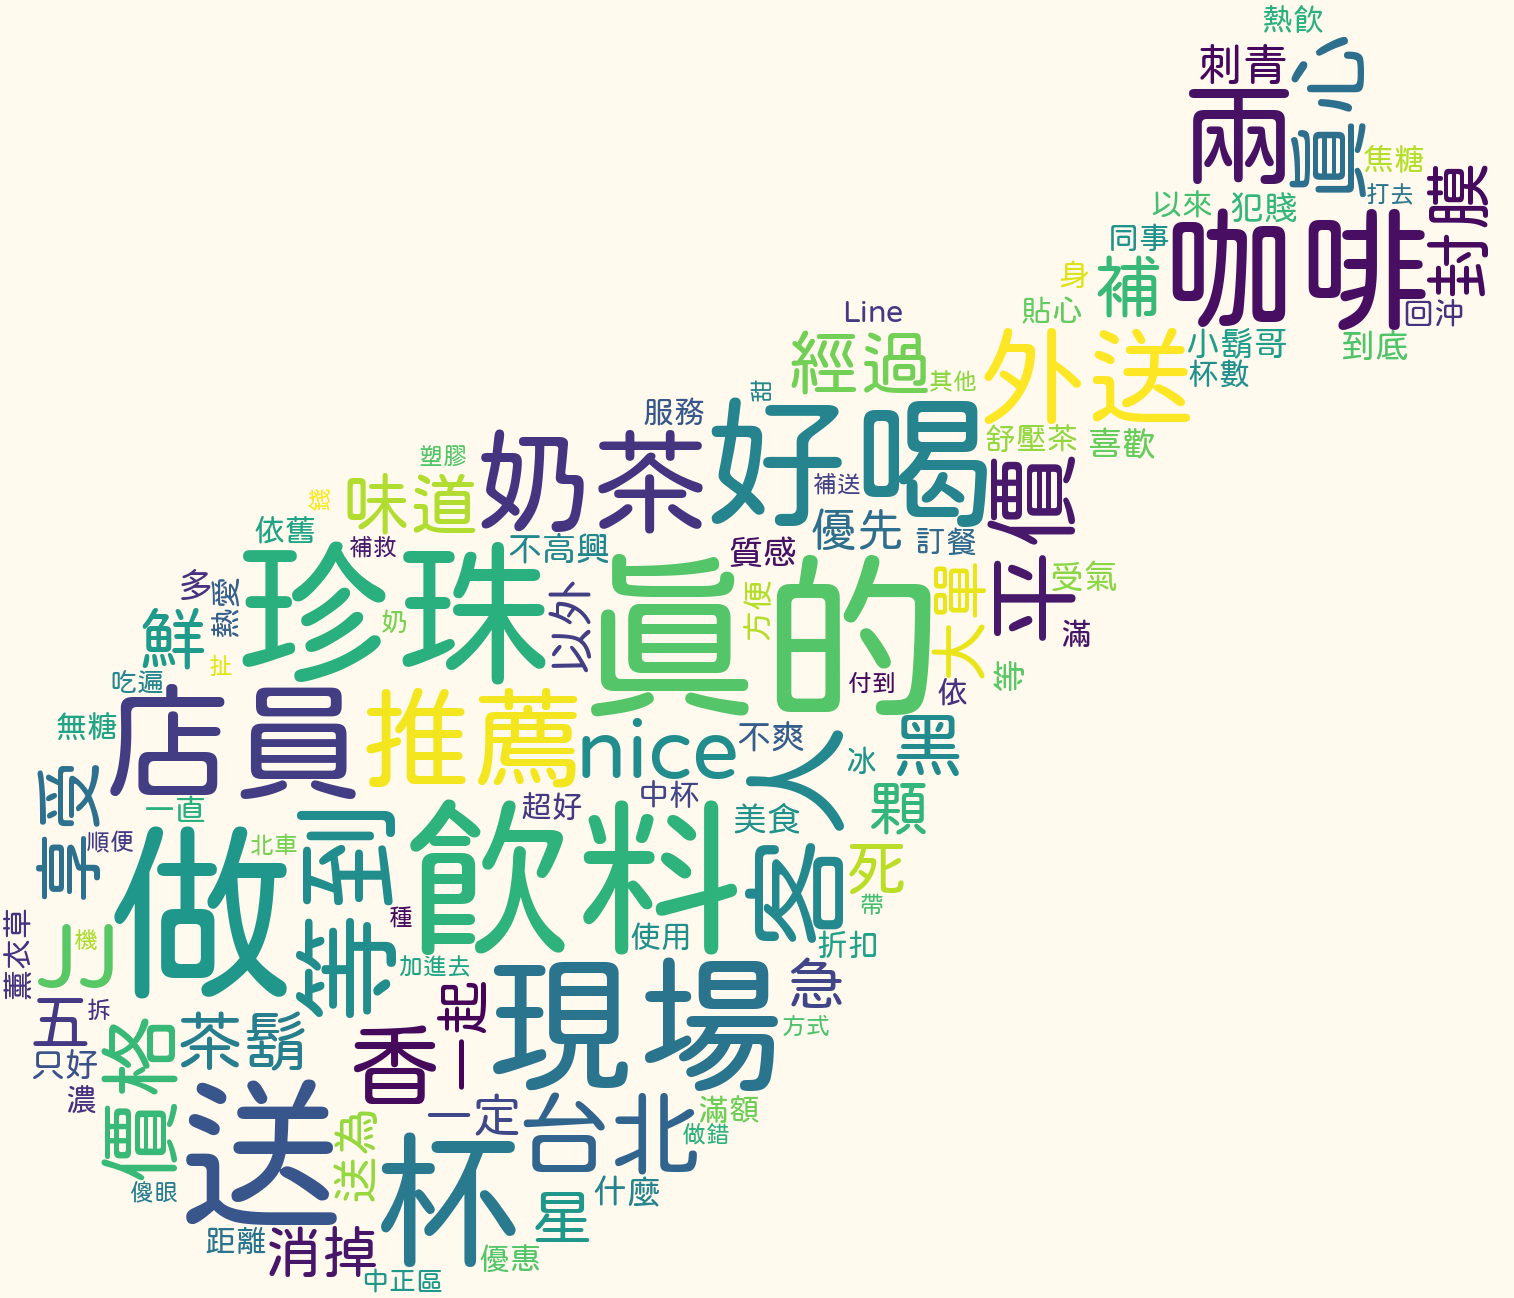 熱飲
刺青
真心
兩
焦糖
打去
封膜
以來
犯賤
同事
咖啡
身
補
回沖
Line
貼心
外送
小鬍哥
到底
經過
其他
杯數
甜
服務
好喝
舒壓茶
喜歡
奶茶
塑膠
味道
補送
平價
錢
依舊
補救
不高興
質感
優先
訂餐
真的
大單
受氣
多
熱愛
珍珠
奶
以外
方便
滿
鮮
扯
付到
依
等
吃遍
店員
推薦
無糖
nice
不爽
人
冰
黑
享受
一直
超好
中杯
美食
顆
順便
北車
等到
飲料
客
死
做
種
使用
帶
薰衣草
機
加進去
折扣
五
拆
現場
急
茶鬍
一起
方式
只好
價格
香
濃
送
送為
一定
台北
滿額
做錯
傻眼
杯
什麼
星
距離
消掉
優惠
中正區